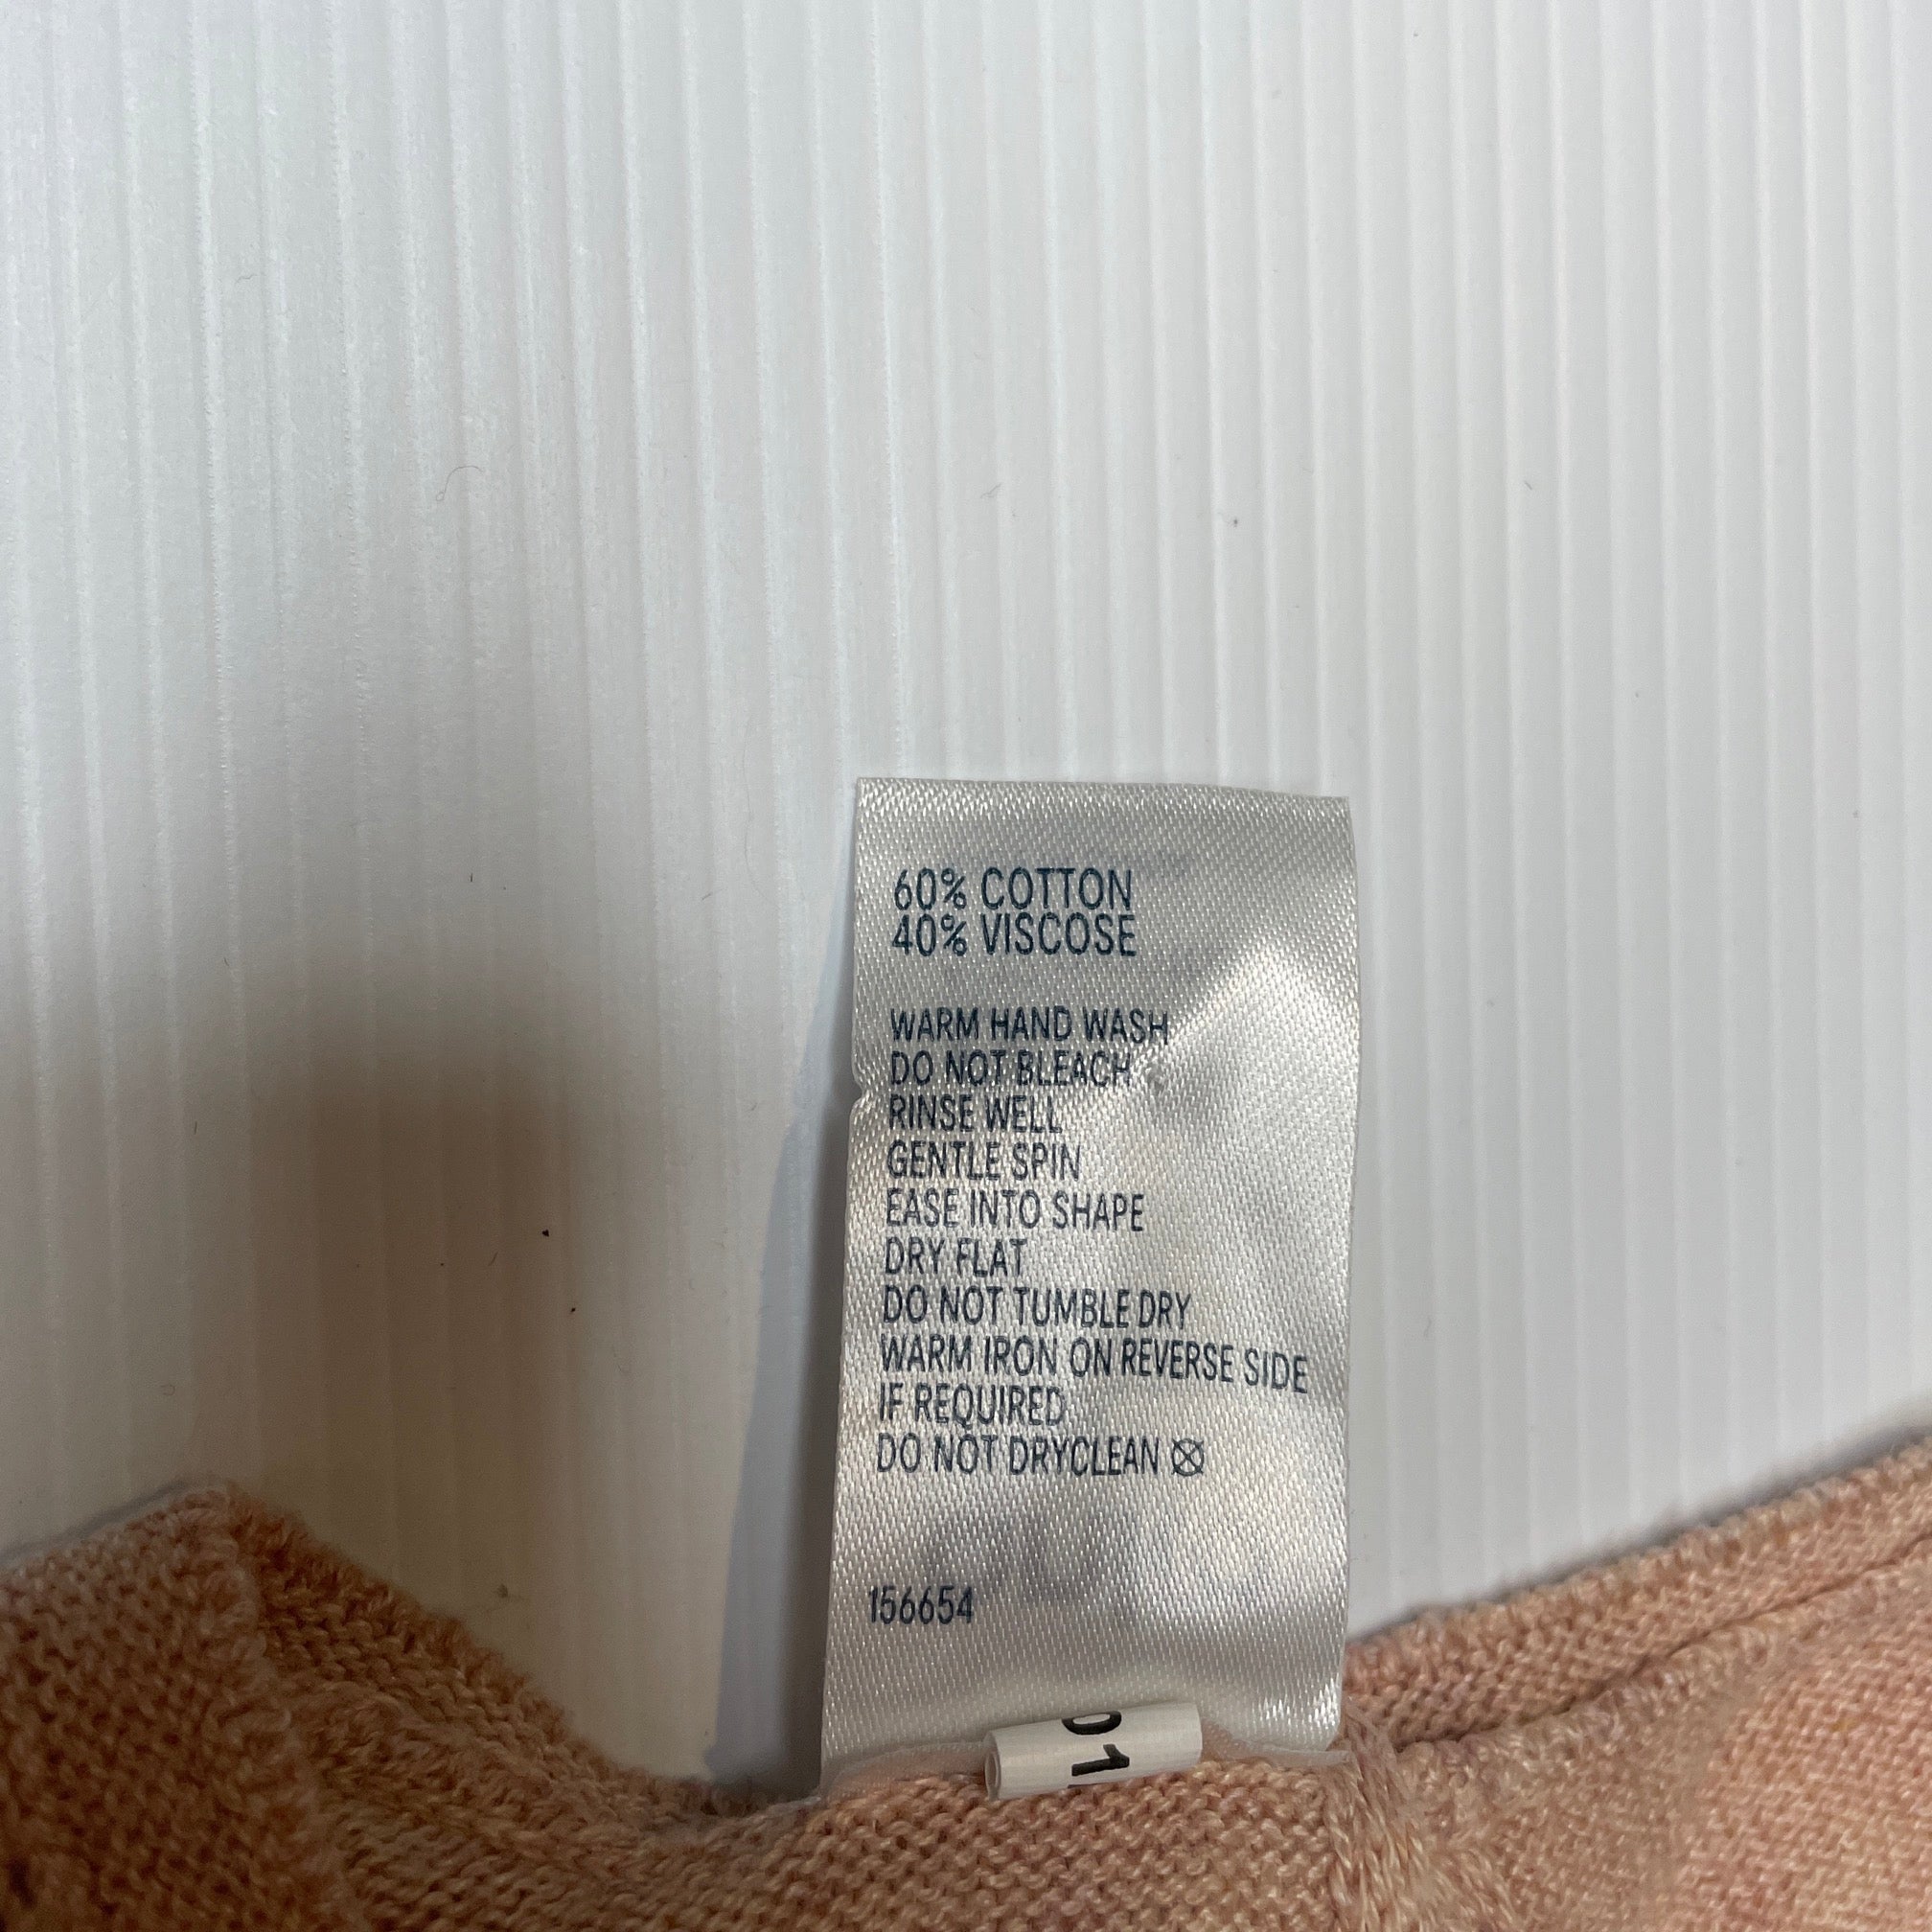 60% COTTON
40% VISCOSE
WARM HAND WASH
DO NOT BLEACH
RINSE WELL
GENTLE SPIN
EASE INTO SHAPE
DRY FLAT
DO NOT TUMBLE DRY
WARM IRON ON REVERSE SIDE
IF REQUIRED
DO NOT DRYCLEAN
156654